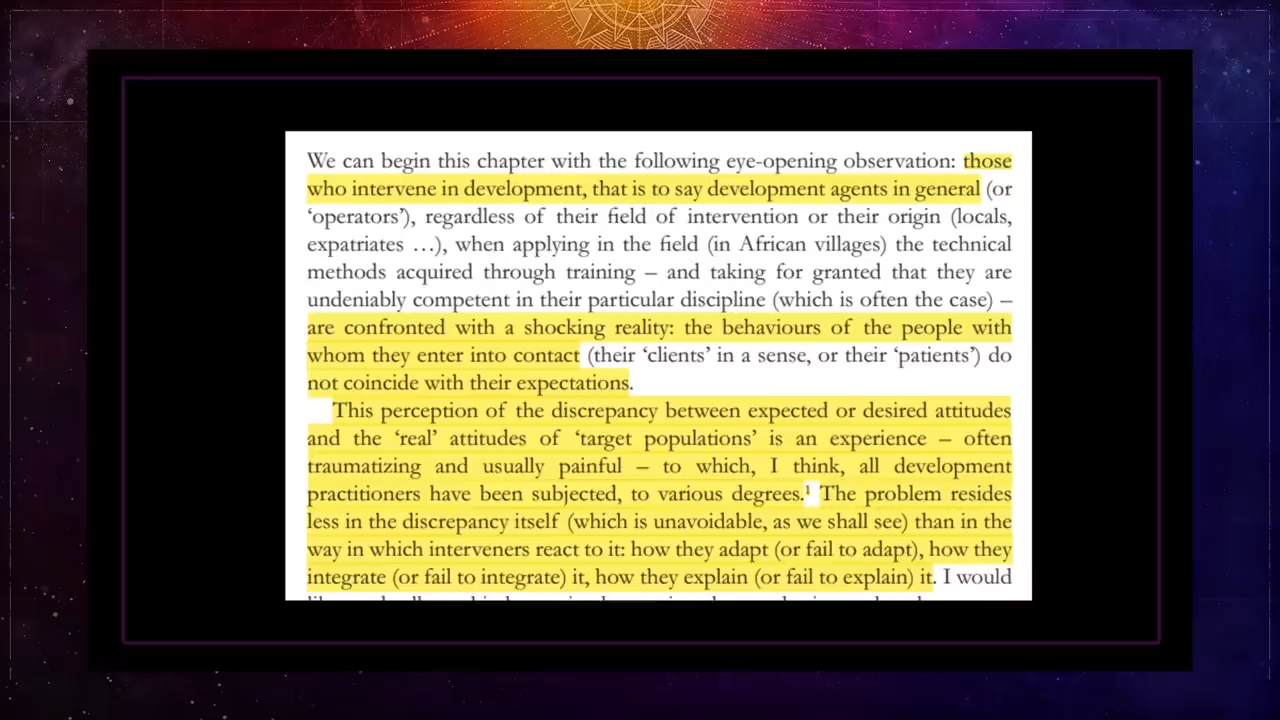 We can begin this chapter with the following eye-opening observation: those
who intervene in development, that is to say development agents in general (or
‘operators’), regardless of their field of intervention or their origin (locals,
expatriates …), when applying in the field (in African villages) the technical
methods acquired through training – and taking for granted that they are
undeniably competent in their particular discipline (which is often the case) –
are confronted with a shocking reality: the behaviours of the people with
whom they enter into contact (their ‘clients’ in a sense, or their ‘patients’) do
not coincide with their expectations.
This perception of the discrepancy between expected or desired attitudes
and the ‘real’ attitudes of ‘target populations’ is an experience – often
traumatizing and usually painful – to which, I think, all development
practitioners have been subjected, to various degrees.¹ The problem resides
less in the discrepancy itself (which is unavoidable, as we shall see) than in the
way in which interveners react to it: how they adapt (or fail to adapt), how they
integrate (or fail to integrate) it, how they explain (or fail to explain) it. I would